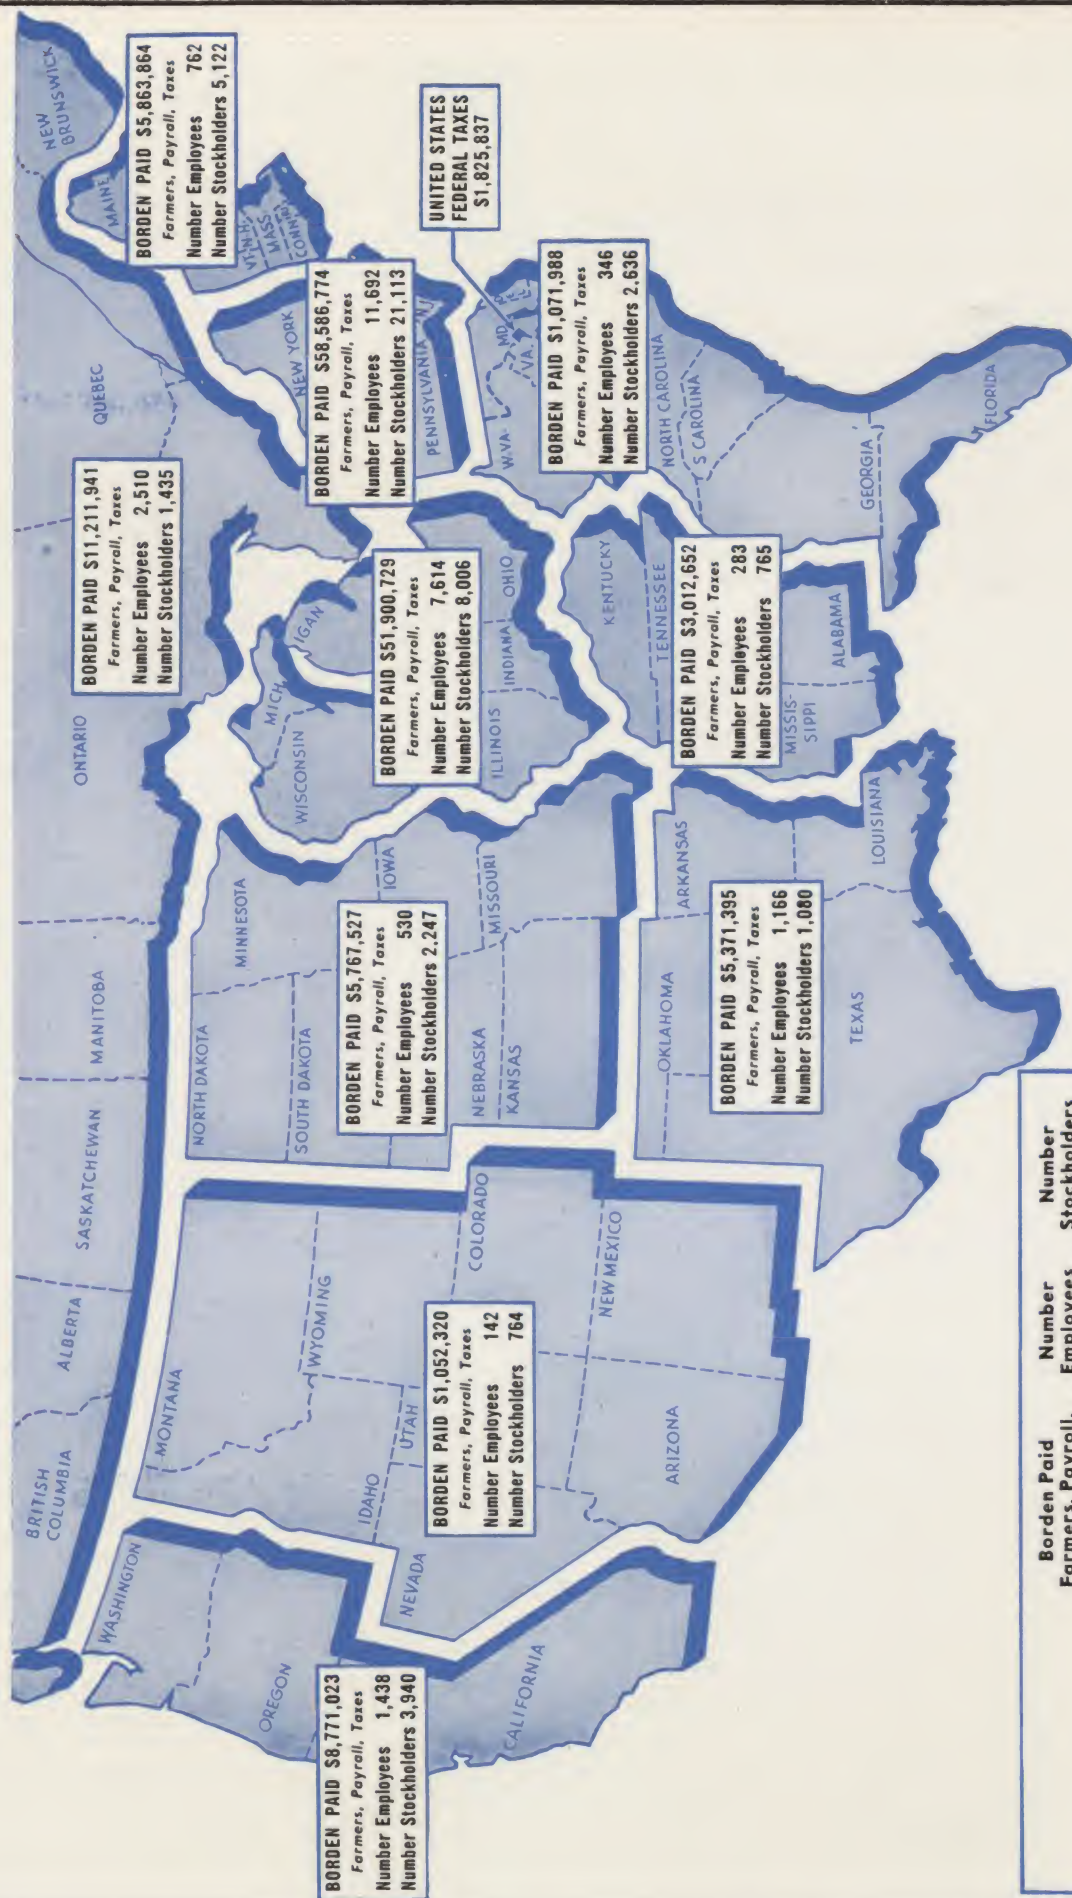 NEW
BRUNSWICK
MAINE
BORDEN PAID $5,863,864
Farmers, Payroll, Taxes
Number Employees 762
Number Stockholders 5,122
VT.
N.H.
MASS
CONN.
QUEBEC
BORDEN PAID $11,211,941
Farmers, Payroll, Taxes
Number Employees 2,510
Number Stockholders 1,435
ONTARIO
MANITOBA
SASKATCHEWAN
ALBERTA
BRITISH
COLUMBIA
NEW YORK
BORDEN PAID $58,586,774
Farmers, Payroll, Taxes
Number Employees 11,692
Number Stockholders 21,113
PENNSYLVANIA
N.J.
UNITED STATES
FEDERAL TAXES
$1,825,837
MD.
W.VA.
VA.
BORDEN PAID $1,071,988
Farmers, Payroll, Taxes
Number Employees 346
Number Stockholders 2,636
NORTH CAROLINA
S CAROLINA
GEORGIA
FLORIDA
MICH
IGAN
WISCONSIN
BORDEN PAID $51,900,729
Farmers, Payroll, Taxes
Number Employees 7,614
Number Stockholders 8,006
ILLINOIS
INDIANA
OHIO
KENTUCKY
TENNESSEE
BORDEN PAID $3,012,652
Farmers, Payroll, Taxes
Number Employees 283
Number Stockholders 765
MISSIS-
SIPPI
ALABAMA
MINNESOTA
NORTH DAKOTA
SOUTH DAKOTA
IOWA
BORDEN PAID $5,767,527
Farmers, Payroll, Taxes
Number Employees 530
Number Stockholders 2,247
NEBRASKA
KANSAS
MISSOURI
OKLAHOMA
ARKANSAS
BORDEN PAID $5,371,395
Farmers, Payroll, Taxes
Number Employees 1,166
Number Stockholders 1,080
TEXAS
LOUISIANA
MONTANA
WYOMING
COLORADO
IDAHO
UTAH
BORDEN PAID $1,052,320
Farmers, Payroll, Taxes
Number Employees 142
Number Stockholders 764
NEVADA
NEW MEXICO
ARIZONA
WASHINGTON
OREGON
BORDEN PAID $8,771,023
Farmers, Payroll, Taxes
Number Employees 1,438
Number Stockholders 3,940
CALIFORNIA
Borden Paid Number Number
Farmers, Payroll, Employees Stockholders